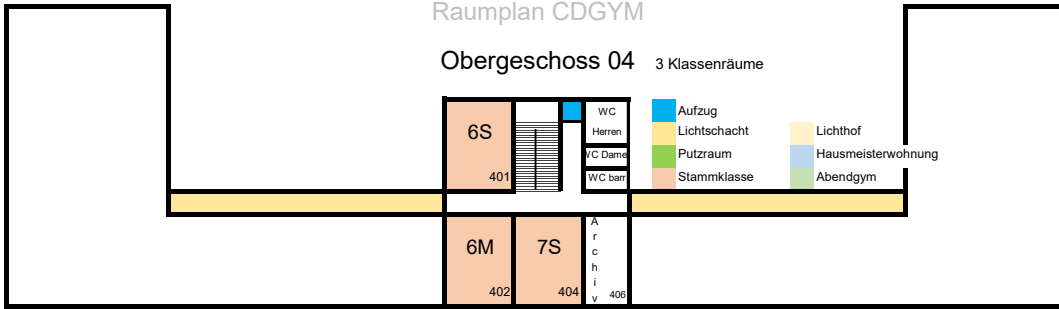 Raumplan CDGYM
Obergeschoss 04 3 Klassenräume
6S
401
WC
Herren
WC Dame
WC barr
Aufzug
Lichtschacht
Putzraum
Stammklasse
Lichthof
Hausmeisterwohnung
Abendgym
6M
402
7S
404
Archiv
406